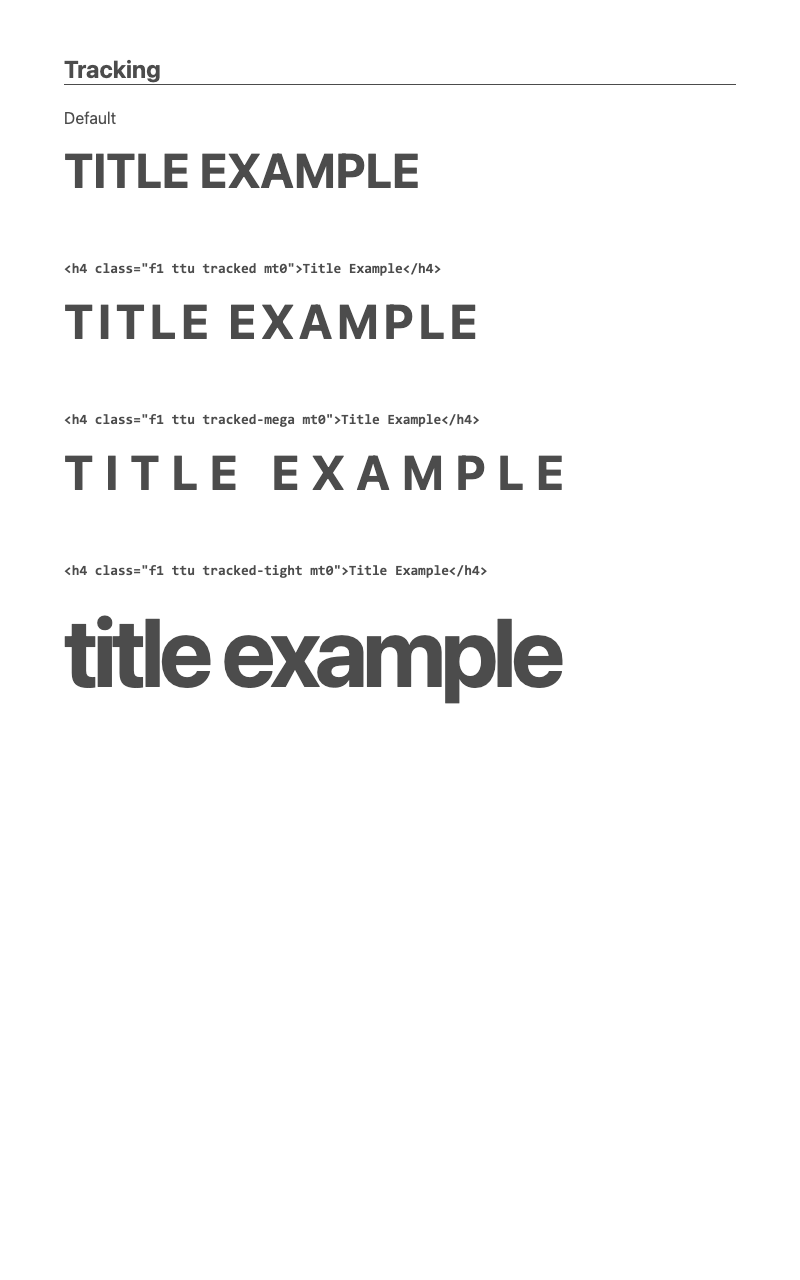 Tracking
Default
TITLE EXAMPLE
<h4 class="f1 ttu tracked mt0">Title Example</h4>
TITLE EXAMPLE
<h4 class="f1 ttu tracked-mega mt0">Title Example</h4>
TITLE EXAMPLE
<h4 class="f1 ttu tracked-tight mt0">Title Example</h4>
title example